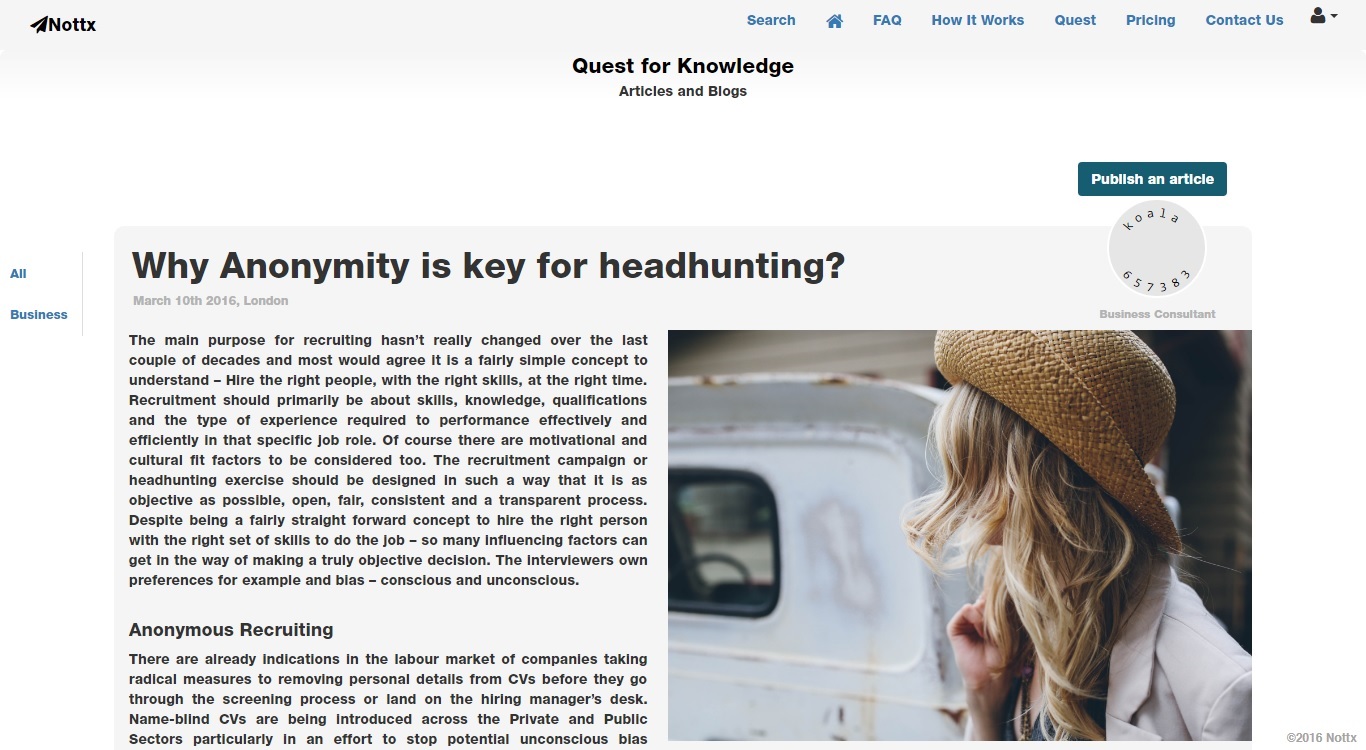 Nottx
Search FAQ How It Works Quest Pricing Contact Us
Quest for Knowledge
Articles and Blogs
Publish an article
koala
657383
Business Consultant
All
Business
Why Anonymity is key for headhunting?
March 10th 2016, London
The main purpose for recruiting hasn’t really changed over the last
couple of decades and most would agree it is a fairly simple concept to
understand – Hire the right people, with the right skills, at the right time.
Recruitment should primarily be about skills, knowledge, qualifications
and the type of experience required to performance effectively and
efficiently in that specific job role. Of course there are motivational and
cultural fit factors to be considered too. The recruitment campaign or
headhunting exercise should be designed in such a way that it is as
objective as possible, open, fair, consistent and a transparent process.
Despite being a fairly straight forward concept to hire the right person
with the right set of skills to do the job – so many influencing factors can
get in the way of making a truly objective decision. The interviewers own
preferences for example and bias – conscious and unconscious.
Anonymous Recruiting
There are already indications in the labour market of companies taking
radical measures to removing personal details from CVs before they go
through the screening process or land on the hiring manager’s desk.
Name-blind CVs are being introduced across the Private and Public
Sectors particularly in an effort to stop potential unconscious bias
©2016 Nottx